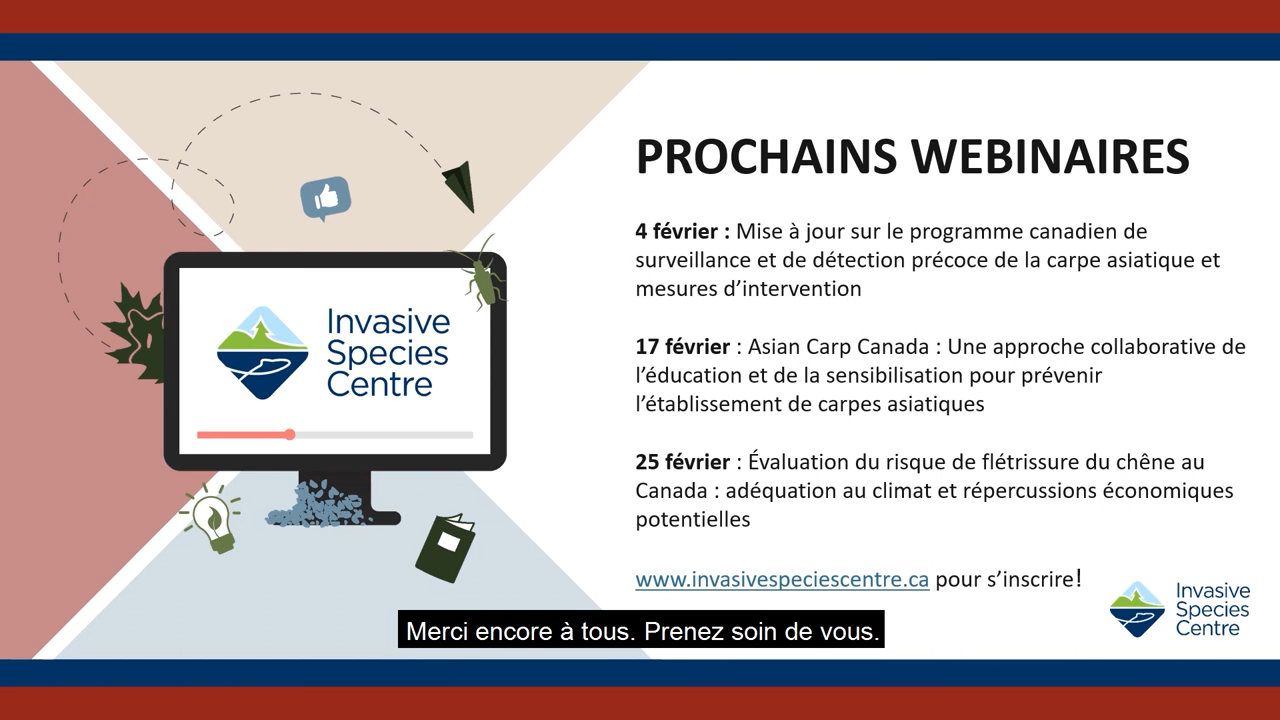 PROCHAINS WEBINAIRES
4 février : Mise à jour sur le programme canadien de
surveillance et de détection précoce de la carpe asiatique et
mesures d’intervention
17 février : Asian Carp Canada : Une approche collaborative de
l’éducation et de la sensibilisation pour prévenir
l’établissement de carpes asiatiques
25 février : Évaluation du risque de flétrissure du chêne au
Canada : adéquation au climat et répercussions économiques
potentielles
www.invasivespeciescentre.ca pour s’inscrire!
Invasive
Species
Centre
Invasive
Species
Centre
Merci encore à tous. Prenez soin de vous.